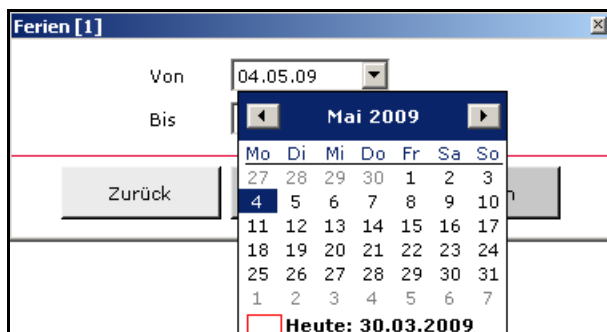 Ferien [1]
Von 04.05.09
Bis
Mai 2009
Mo Di Mi Do Fr Sa So
27 28 29 30 1 2 3
4 5 6 7 8 9 10
11 12 13 14 15 16 17
18 19 20 21 22 23 24
25 26 27 28 29 30 31
1 2 3 4 5 6 7
Heute: 30.03.2009
Zurück